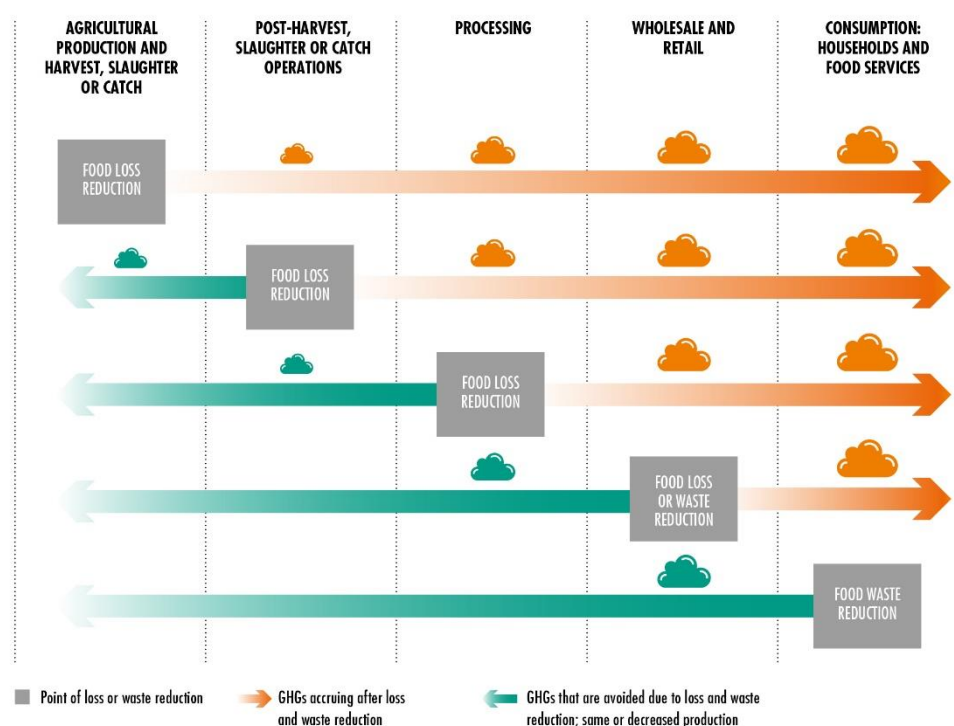 AGRICULTURAL
PRODUCTION AND
HARVEST, SLAUGHTER
OR CATCH
POST-HARVEST,
SLAUGHTER OR CATCH
OPERATIONS
PROCESSING
WHOLESALE AND
RETAIL
CONSUMPTION:
HOUSEHOLDS AND
FOOD SERVICES
FOOD LOSS
REDUCTION
FOOD LOSS
REDUCTION
FOOD LOSS
REDUCTION
FOOD LOSS
OR WASTE
REDUCTION
FOOD WASTE
REDUCTION
Point of loss or waste reduction
GHGs accruing after loss
and waste reduction
GHGs that are avoided due to loss and waste
reduction; same or decreased production